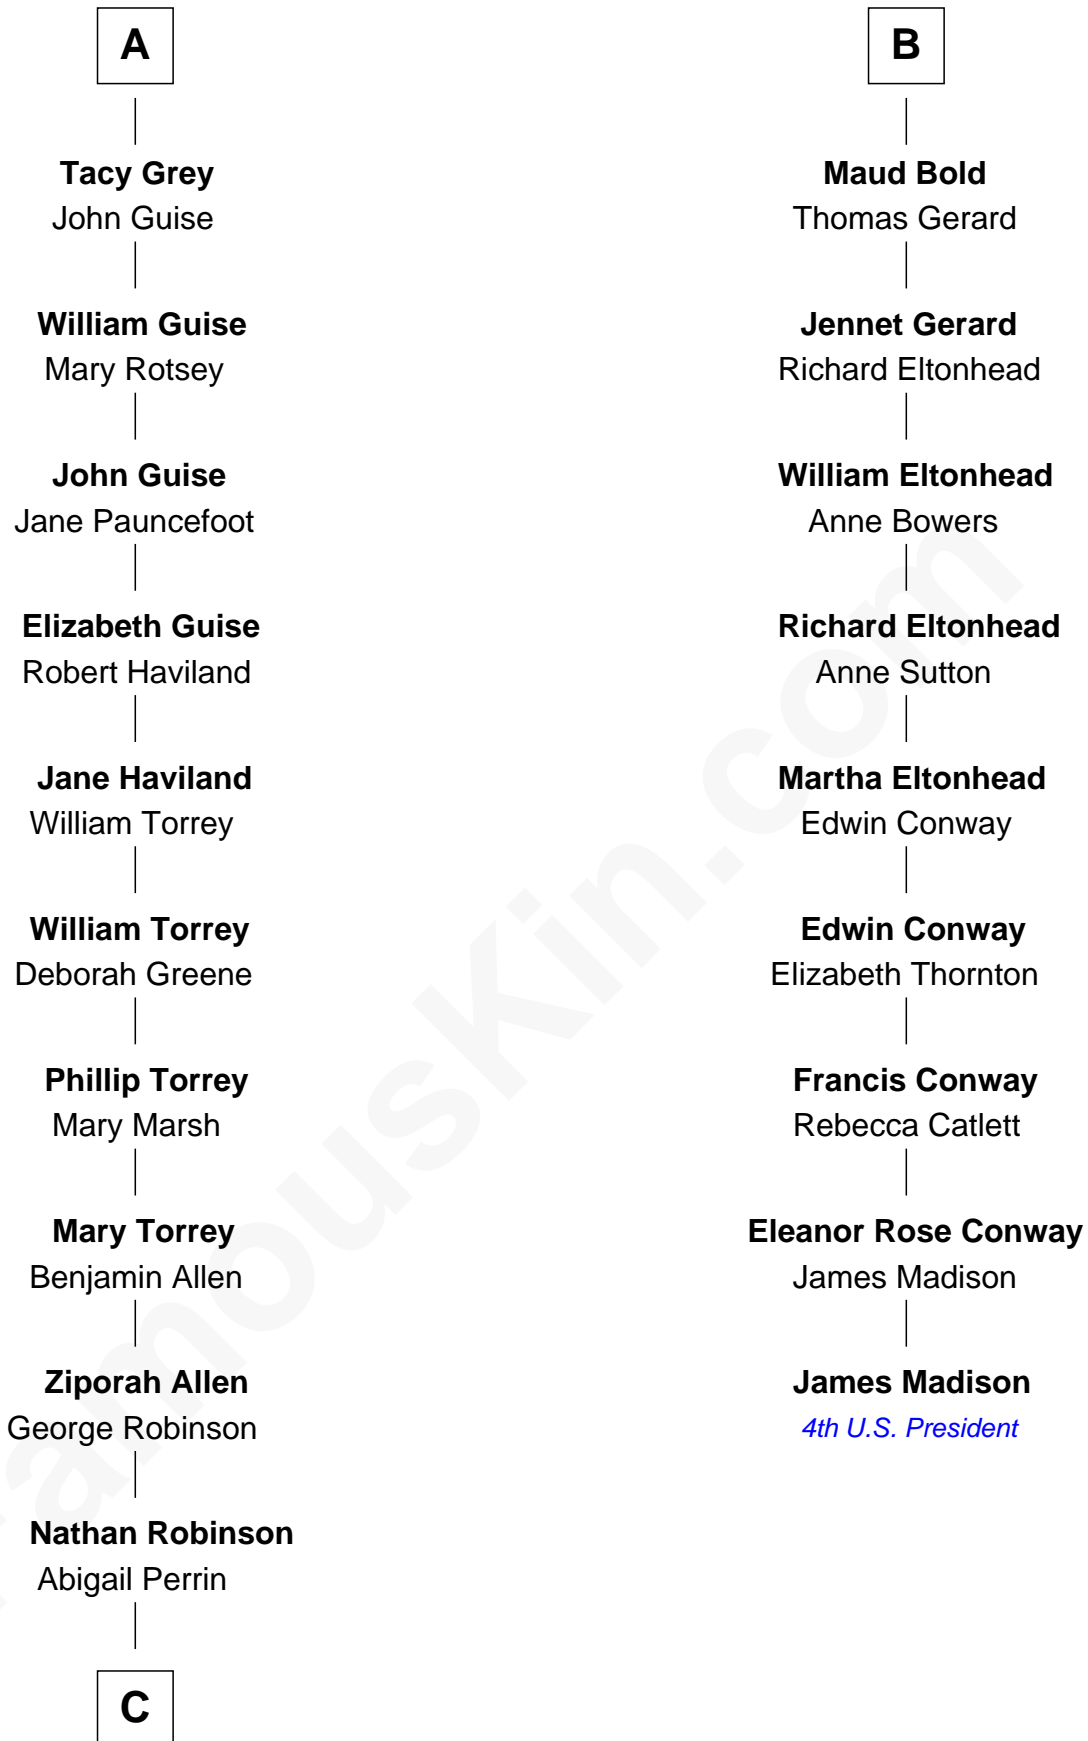 A
Tacy Grey
John Guise
William Guise
Mary Rotsey
John Guise
Jane Pauncefoot
Elizabeth Guise
Robert Haviland
Jane Haviland
William Torrey
William Torrey
Deborah Greene
Phillip Torrey
Mary Marsh
Mary Torrey
Benjamin Allen
Ziporah Allen
George Robinson
Nathan Robinson
Abigail Perrin
C
B
Maud Bold
Thomas Gerard
Jennet Gerard
Richard Eltonhead
William Eltonhead
Anne Bowers
Richard Eltonhead
Anne Sutton
Martha Eltonhead
Edwin Conway
Edwin Conway
Elizabeth Thornton
Francis Conway
Rebecca Catlett
Eleanor Rose Conway
James Madison
James Madison
4th U.S. President
FamousKin.com